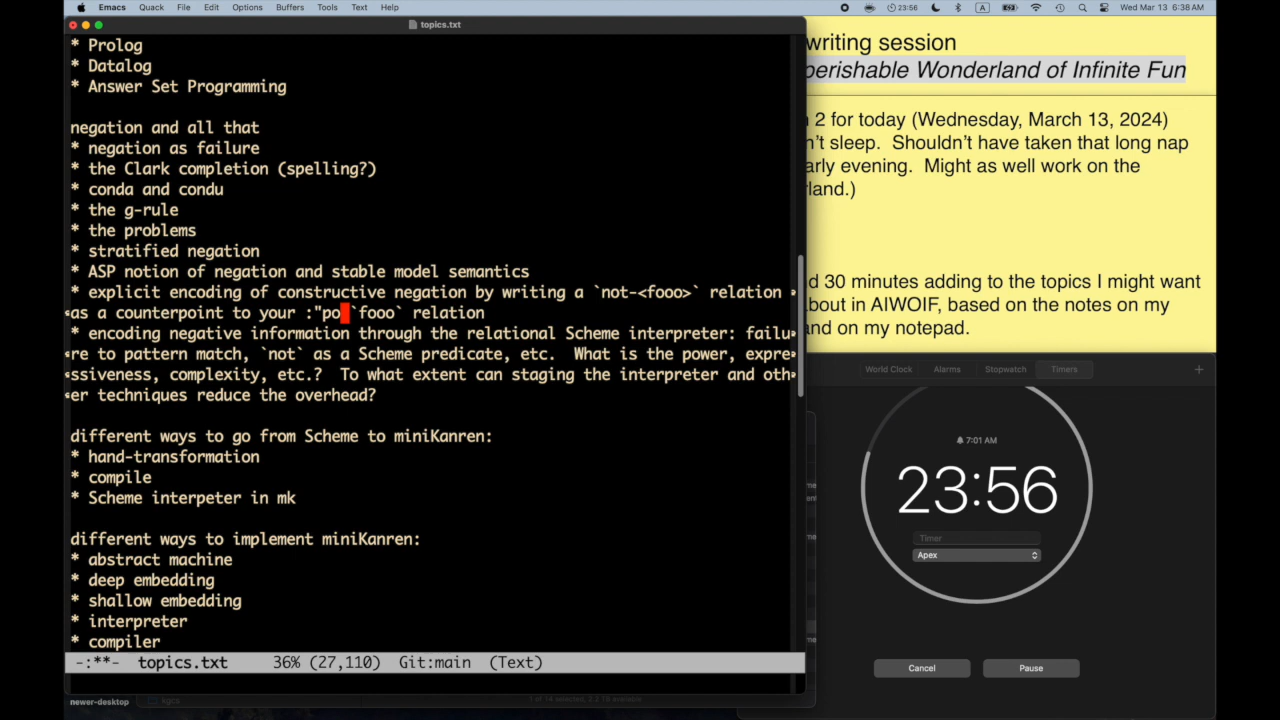 Emacs Quack File Edit Options Buffers Tools Text Help
23:56
A
Wed Mar 13 6:38 AM
topics.txt
* Prolog
* Datalog
* Answer Set Programming
negation and all that
* negation as failure
* the Clark completion (spelling?)
* conda and condu
* the g-rule
* the problems
* stratified negation
* ASP notion of negation and stable model semantics
* explicit encoding of constructive negation by writing a `not-<fooo>` relation
as a counterpoint to your :"po `fooo` relation
* encoding negative information through the relational Scheme interpreter: failu
re to pattern match, `not` as a Scheme predicate, etc.  What is the power, expre
ssiveness, complexity, etc.?  To what extent can staging the interpreter and oth
er techniques reduce the overhead?
different ways to go from Scheme to miniKanren:
* hand-transformation
* compile
* Scheme interpeter in mk
different ways to implement miniKanren:
* abstract machine
* deep embedding
* shallow embedding
* interpreter
* compiler
-:**-  topics.txt     36% (27,110)  Git:main  (Text)
newer-desktop
kgcs
1 of 14 selected, 2.2 TB available
writing session
perishable Wonderland of Infinite Fun
2 for today (Wednesday, March 13, 2024)
n't sleep.  Shouldn't have taken that long nap
arly evening.  Might as well work on the
rland.)
d 30 minutes adding to the topics I might want
about in AIWOIF, based on the notes on my
and on my notepad.
World Clock Alarms Stopwatch Timers +
7:01 AM
23:56
Timer
Apex
Cancel Pause